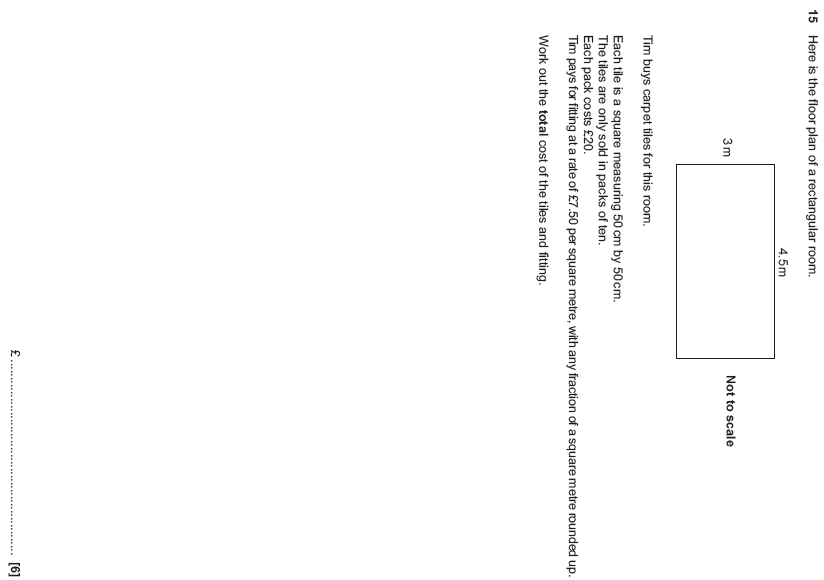 15 Here is the floor plan of a rectangular room.
4.5m
3 m
Not to scale
Tim buys carpet tiles for this room.
Each tile is a square measuring 50 cm by 50cm.
The tiles are only sold in packs of ten.
Each pack costs £20.
Tim pays for fitting at a rate of £7.50 per square metre, with any fraction of a square metre rounded up.
Work out the total cost of the tiles and fitting.
£ ........................................................ [6]